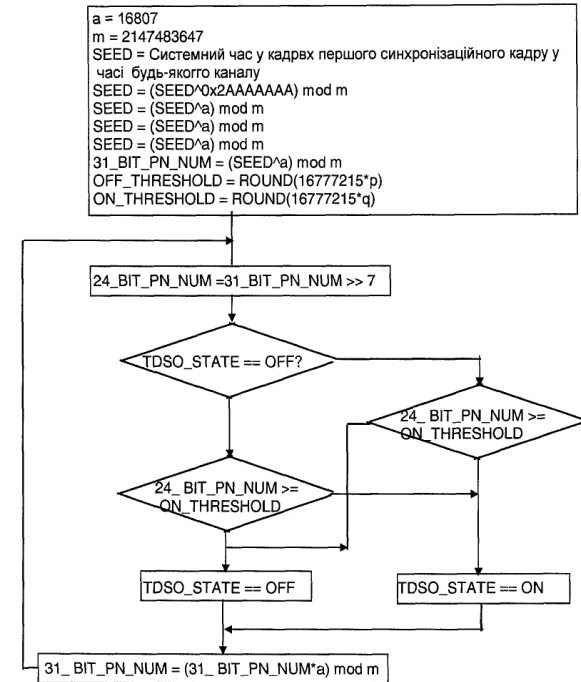 a = 16807
m = 2147483647
SEED = Системний час у кадрвх першого синхронізаційного кадру у
часі будь-якогго каналу
SEED = (SEED^0x2AAAAAAA) mod m
SEED = (SEED^a) mod m
SEED = (SEED^a) mod m
SEED = (SEED^a) mod m
31_BIT_PN_NUM = (SEED^a) mod m
OFF_THRESHOLD = ROUND(16777215*p)
ON_THRESHOLD = ROUND(16777215*q)
24_BIT_PN_NUM =31_BIT_PN_NUM >> 7
TDSO_STATE == OFF?
24_ BIT_PN_NUM >=
ON_THRESHOLD
24_ BIT_PN_NUM >=
ON_THRESHOLD
TDSO_STATE == OFF
TDSO_STATE == ON
31_ BIT_PN_NUM = (31_ BIT_PN_NUM*a) mod m